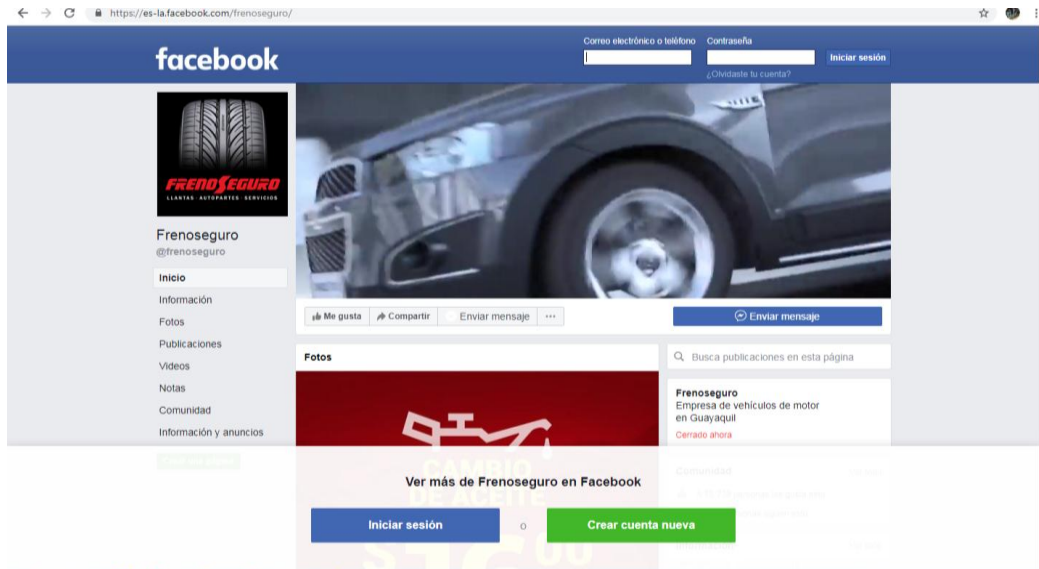 https://es-la.facebook.com/frenoseguro/
facebook
Correo electrónico o teléfono
Contraseña
Iniciar sesión
¿Olvidaste tu cuenta?
FRENOSEGURO
LLANTAS · AUTOPARTES · SERVICIOS
Frenoseguro
@frenoseguro
Inicio
Información
Fotos
Publicaciones
Videos
Notas
Comunidad
Información y anuncios
Me gusta
Compartir
Enviar mensaje
Enviar mensaje
Fotos
CAMBIO
DE ACEITE
Busca publicaciones en esta página
Frenoseguro
Empresa de vehículos de motor
en Guayaquil
Cerrado ahora
Comunidad
Ver más de Frenoseguro en Facebook
Iniciar sesión
o
Crear cuenta nueva